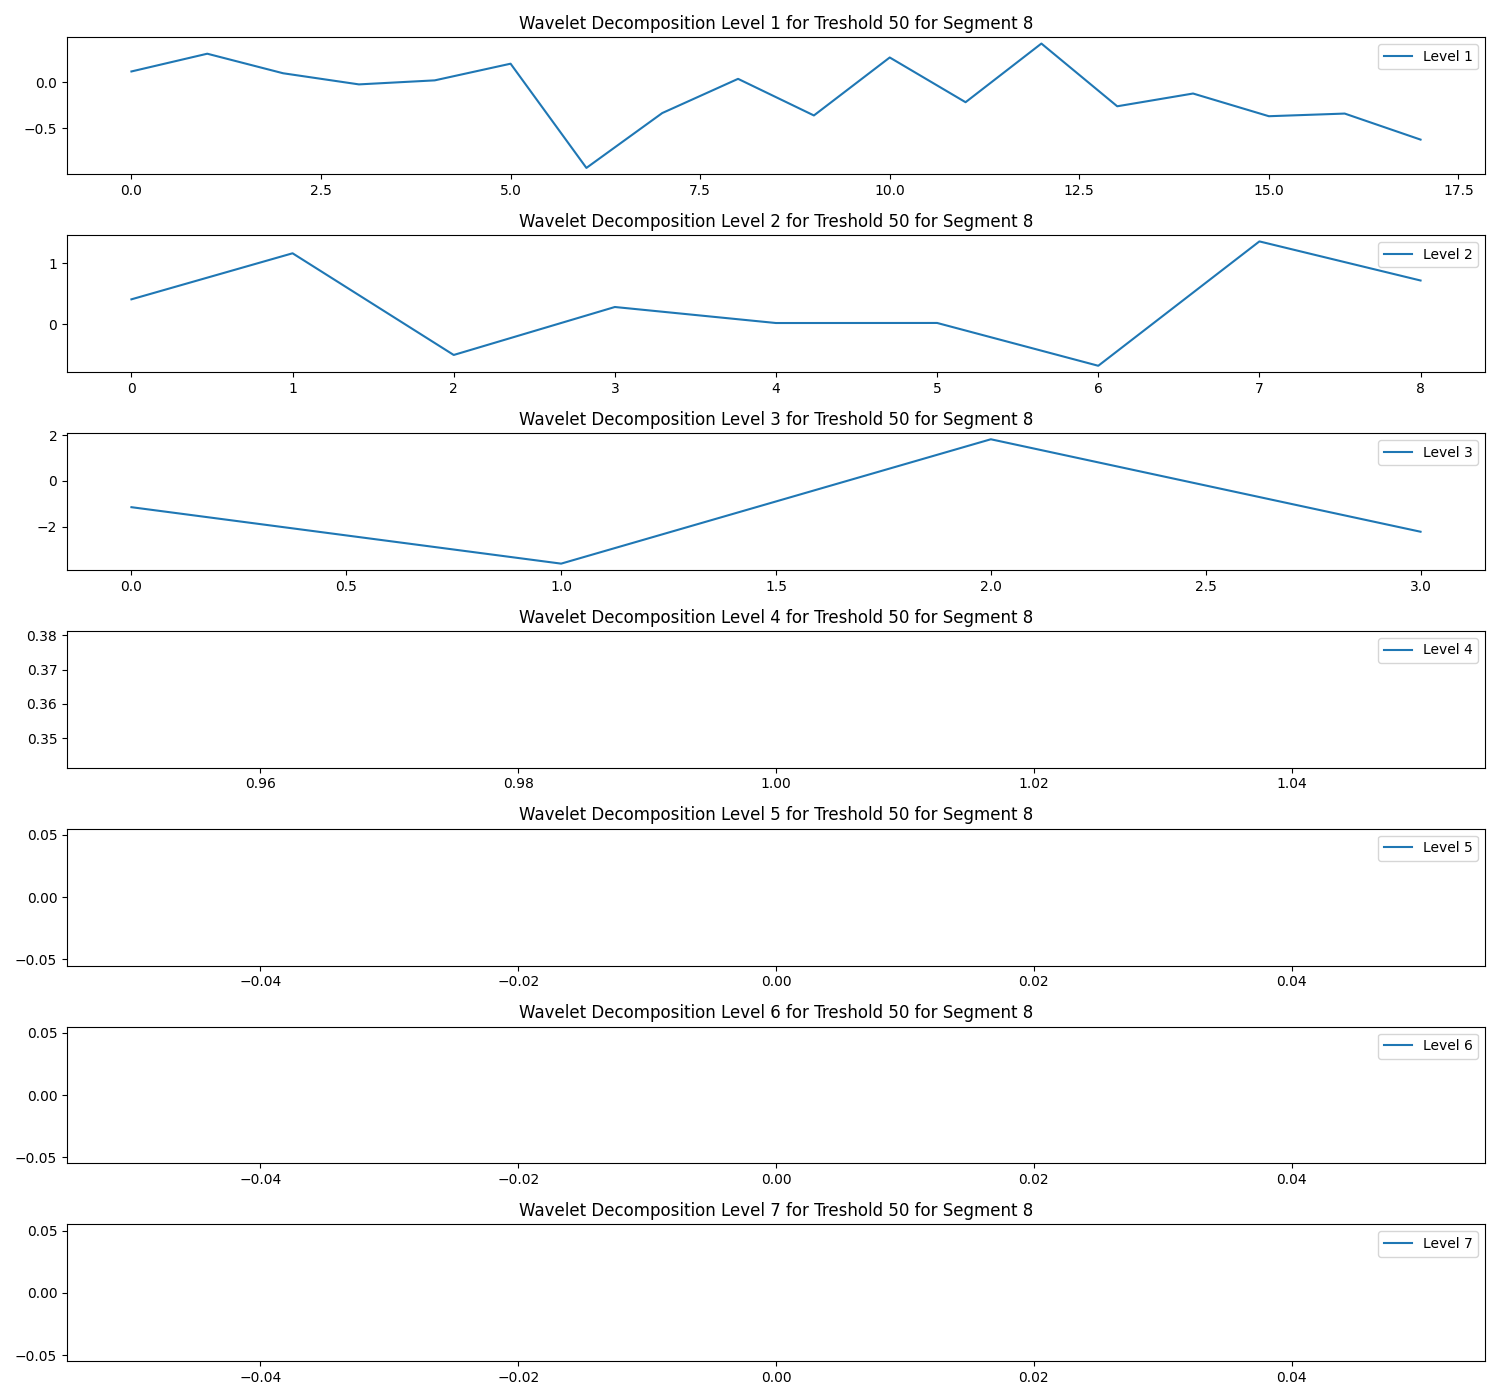 Wavelet Decomposition Level 1 for Treshold 50 for Segment 8
Level 1
0.0
−0.5
0.0 2.5 5.0 7.5 10.0 12.5 15.0 17.5
Wavelet Decomposition Level 2 for Treshold 50 for Segment 8
Level 2
1
0
0 1 2 3 4 5 6 7 8
Wavelet Decomposition Level 3 for Treshold 50 for Segment 8
2
Level 3
0
−2
0.0 0.5 1.0 1.5 2.0 2.5 3.0
Wavelet Decomposition Level 4 for Treshold 50 for Segment 8
0.38
Level 4
0.37
0.36
0.35
0.96 0.98 1.00 1.02 1.04
Wavelet Decomposition Level 5 for Treshold 50 for Segment 8
0.05
Level 5
0.00
−0.05
−0.04 −0.02 0.00 0.02 0.04
Wavelet Decomposition Level 6 for Treshold 50 for Segment 8
0.05
Level 6
0.00
−0.05
−0.04 −0.02 0.00 0.02 0.04
Wavelet Decomposition Level 7 for Treshold 50 for Segment 8
0.05
Level 7
0.00
−0.05
−0.04 −0.02 0.00 0.02 0.04